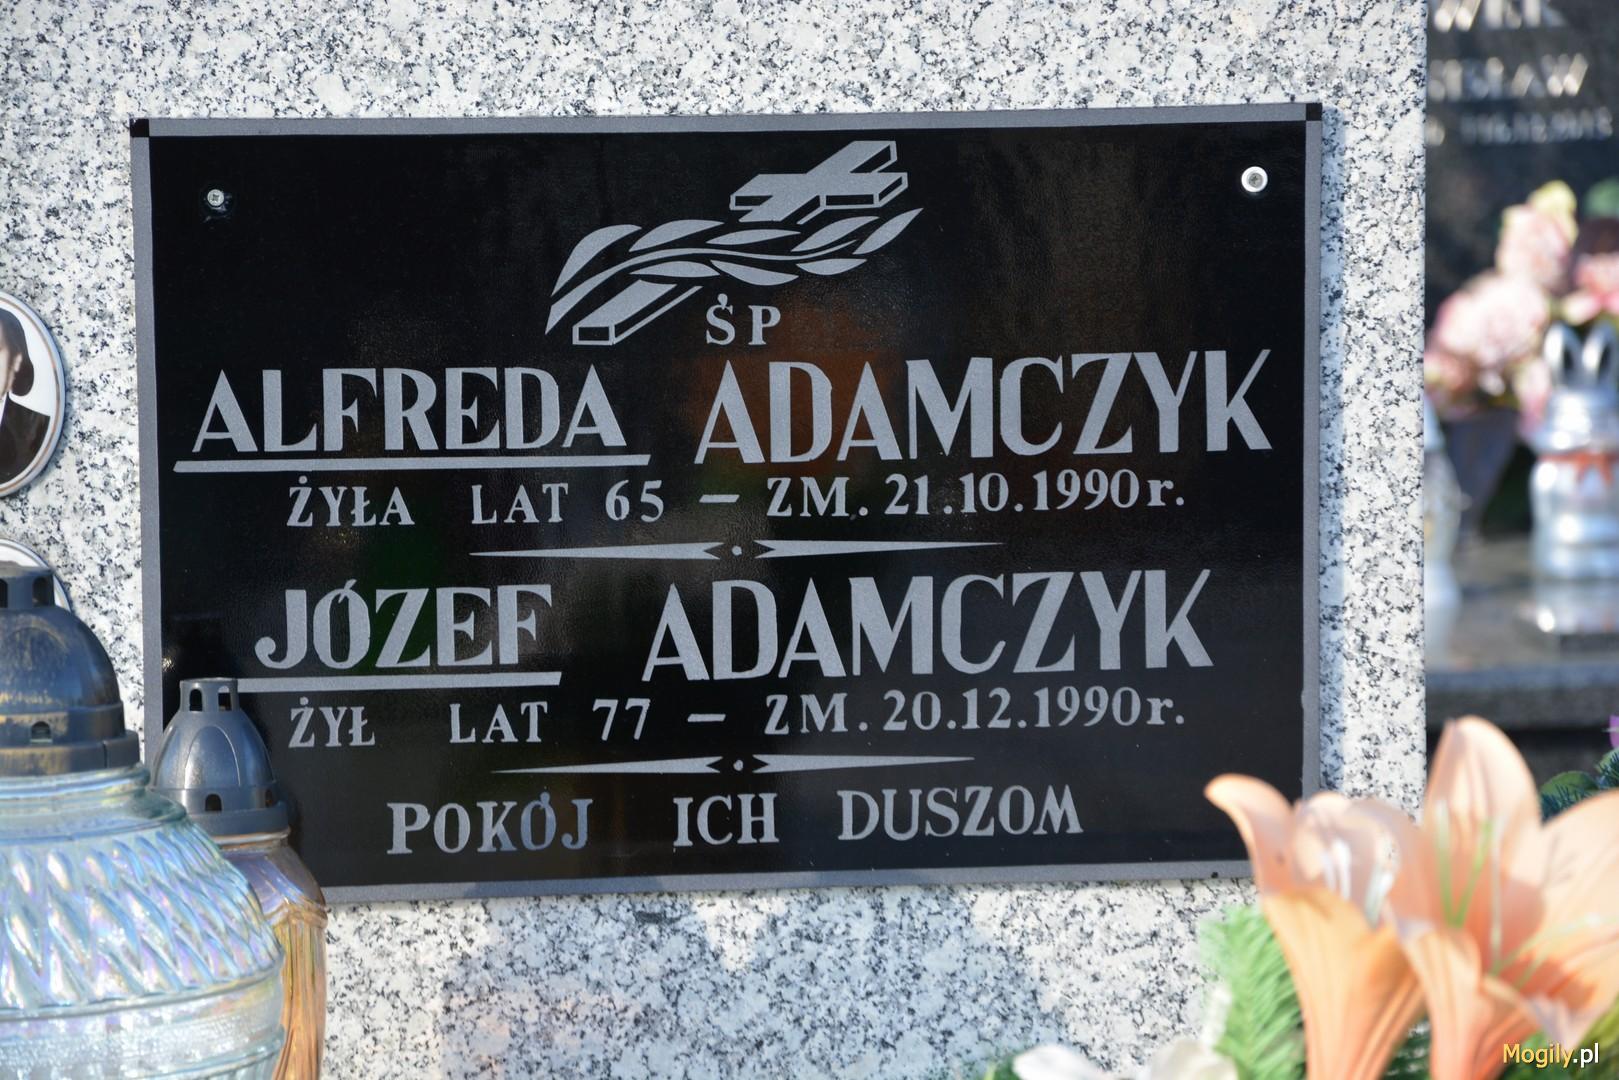 ŚP
ALFREDA ADAMCZYK
ŻYŁA LAT 65 – ZM. 21.10.1990r.
JÓZEF ADAMCZYK
ŻYŁ LAT 77 – ZM. 20.12.1990r.
POKÓJ ICH DUSZOM
Mogily.pl